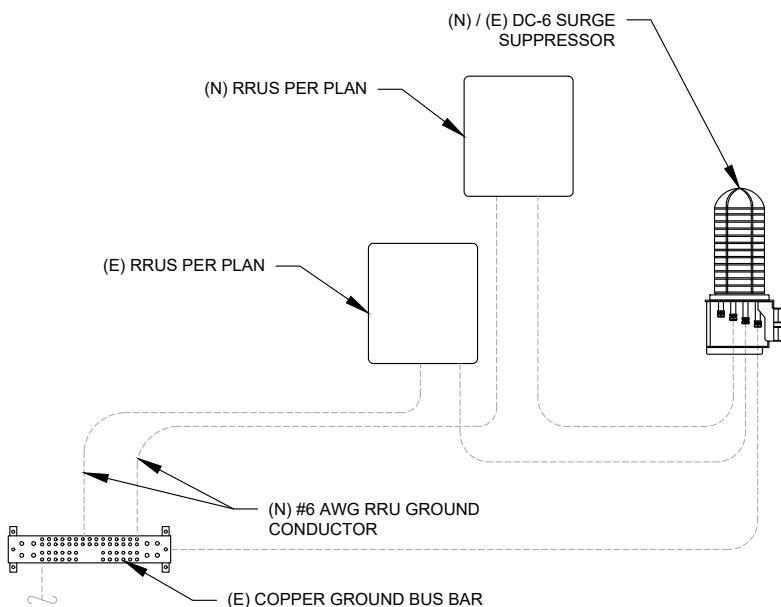 (N) / (E) DC-6 SURGE
SUPPRESSOR
(N) RRUS PER PLAN
(E) RRUS PER PLAN
(N) #6 AWG RRU GROUND
CONDUCTOR
(E) COPPER GROUND BUS BAR